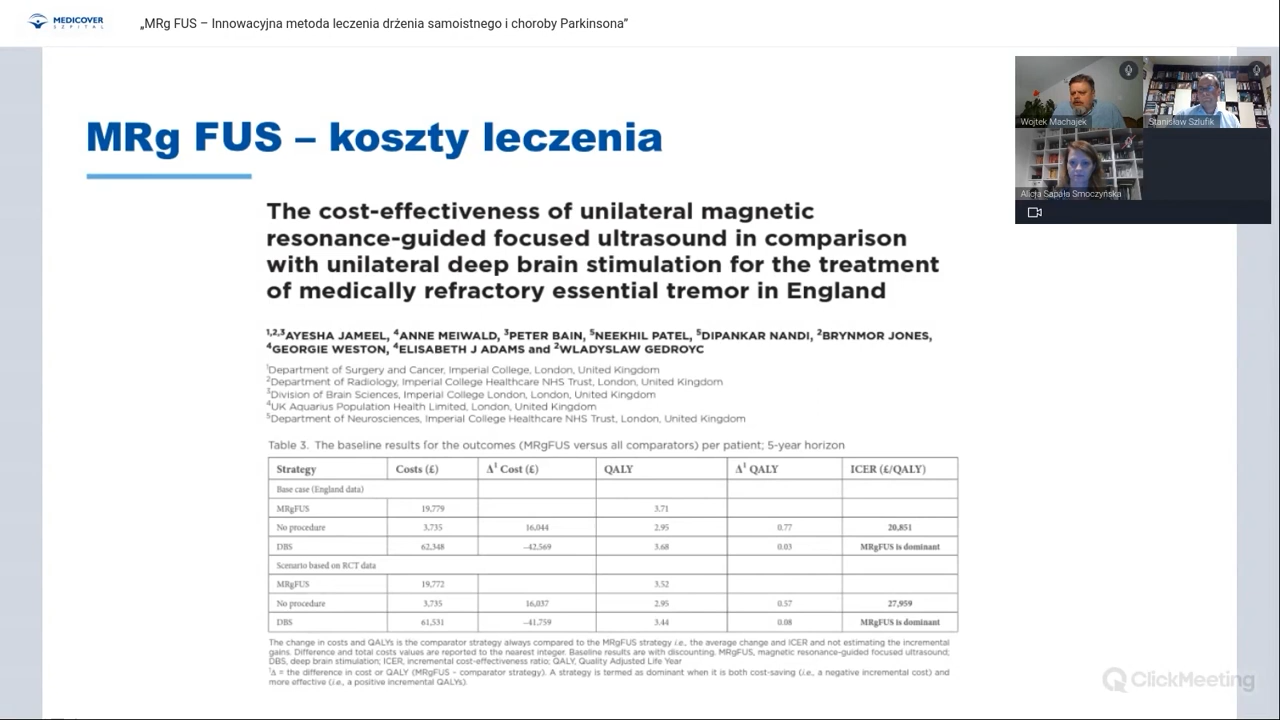 MEDICOVER
SZPITAL
„MRg FUS – Innowacyjna metoda leczenia drżenia samoistnego i choroby Parkinsona”
Wojtek Machajek
Stanisław Szlufik
Alicja Sapała Smoczyńska
MRg FUS – koszty leczenia
The cost-effectiveness of unilateral magnetic
resonance-guided focused ultrasound in comparison
with unilateral deep brain stimulation for the treatment
of medically refractory essential tremor in England
1,2,3AYESHA JAMEEL, 4ANNE MEIWALD, 3PETER BAIN, 5NEEKHIL PATEL, 5DIPANKAR NANDI, 2BRYNMOR JONES,
4GEORGIE WESTON, 4ELISABETH J ADAMS and 2WLADYSLAW GEDROYC
1Department of Surgery and Cancer, Imperial College, London, United Kingdom
2Department of Radiology, Imperial College Healthcare NHS Trust, London, United Kingdom
3Division of Brain Sciences, Imperial College London, London, United Kingdom
4UK Aquarius Population Health Limited, London, United Kingdom
5Department of Neurosciences, Imperial College Healthcare NHS Trust, London, United Kingdom
Table 3. The baseline results for the outcomes (MRgFUS versus all comparators) per patient; 5-year horizon
Strategy Costs (£) Δ1 Cost (£) QALY Δ1 QALY ICER (£/QALY)
Base case (England data)
MRgFUS 19,779 3.71
No procedure 3,735 16,044 2.95 0.77 20,851
DBS 62,348 –42,569 3.68 0.03 MRgFUS is dominant
Scenario based on RCT data
MRgFUS 19,772 3.52
No procedure 3,735 16,037 2.95 0.57 27,959
DBS 61,531 –41,759 3.44 0.08 MRgFUS is dominant
The change in costs and QALYs is the comparator strategy always compared to the MRgFUS strategy i.e., the average change and ICER and not estimating the incremental
gains. Difference and total costs values are reported to the nearest integer. Baseline results are with discounting. MRgFUS, magnetic resonance-guided focused ultrasound;
DBS, deep brain stimulation; ICER, incremental cost-effectiveness ratio; QALY, Quality Adjusted Life Year
1Δ = the difference in cost or QALY (MRgFUS - comparator strategy). A strategy is termed as dominant when it is both cost-saving (i.e., a negative incremental cost) and
more effective (i.e., a positive incremental QALYs).
ClickMeeting